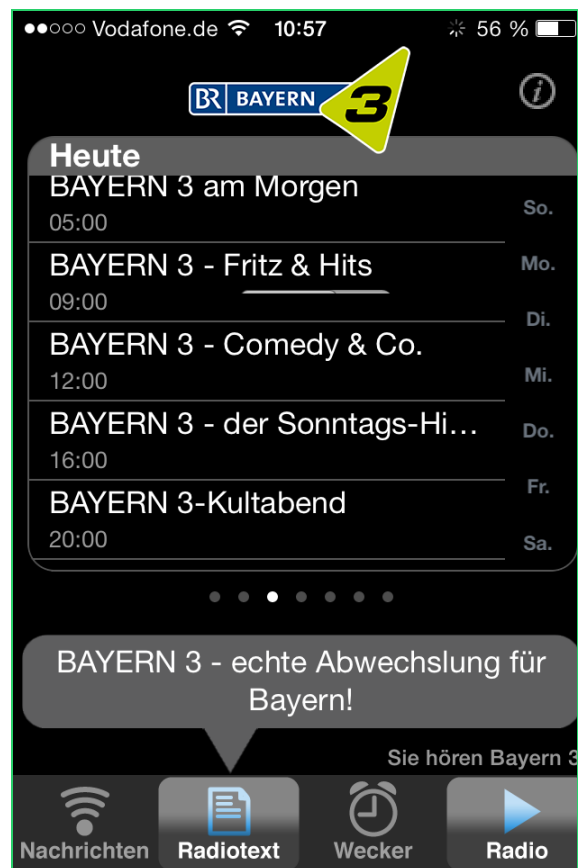 Vodafone.de 10:57 56 %
BR BAYERN 3
i
Heute
BAYERN 3 am Morgen
05:00
BAYERN 3 - Fritz & Hits
09:00
BAYERN 3 - Comedy & Co.
12:00
BAYERN 3 - der Sonntags-Hi...
16:00
BAYERN 3-Kultabend
20:00
So.
Mo.
Di.
Mi.
Do.
Fr.
Sa.
BAYERN 3 - echte Abwechslung für
Bayern!
Sie hören Bayern 3
Nachrichten Radiotext Wecker Radio